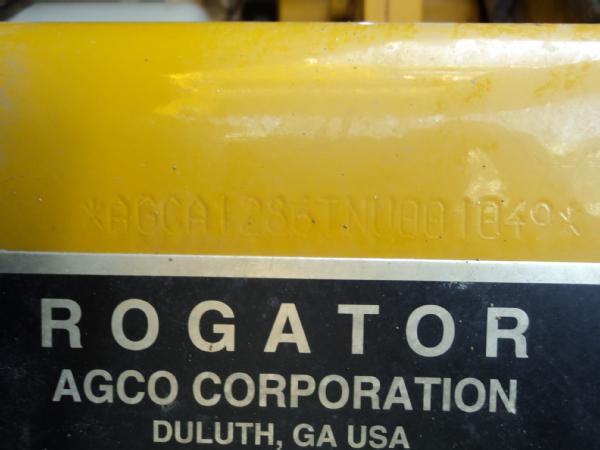 *AGCA1286TNU001049*
ROGATOR
AGCO CORPORATION
DULUTH, GA USA